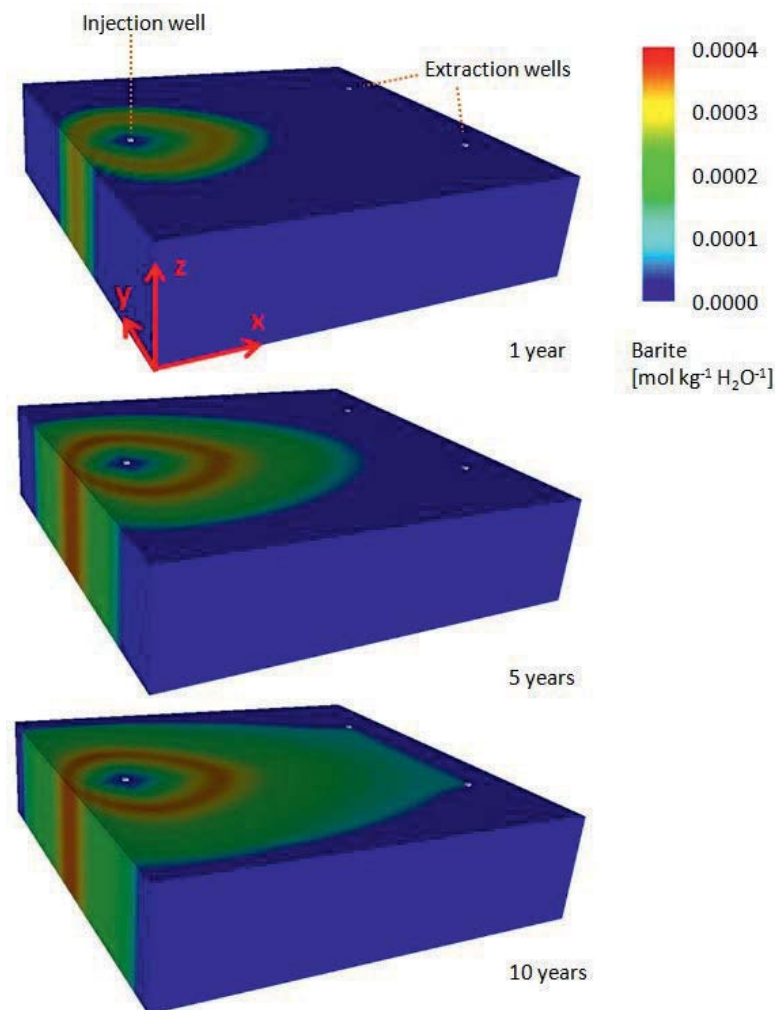 Injection well
Extraction wells
0.0004
0.0003
0.0002
0.0001
0.0000
Barite
[mol kg⁻¹ H₂O⁻¹]
z
y
x
1 year
5 years
10 years